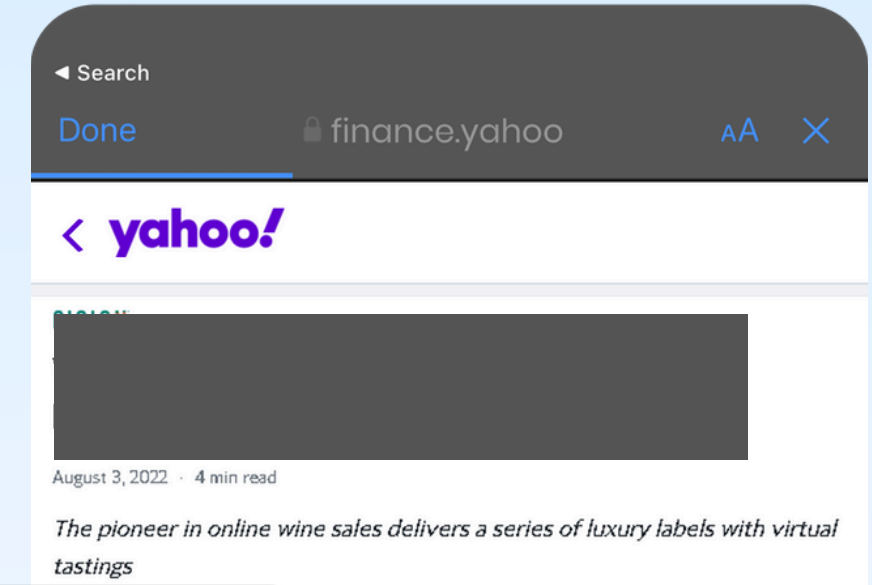 ◀ Search
Done finance.yahoo AA
yahoo!
August 3, 2022 · 4 min read
The pioneer in online wine sales delivers a series of luxury labels with virtual
tastings